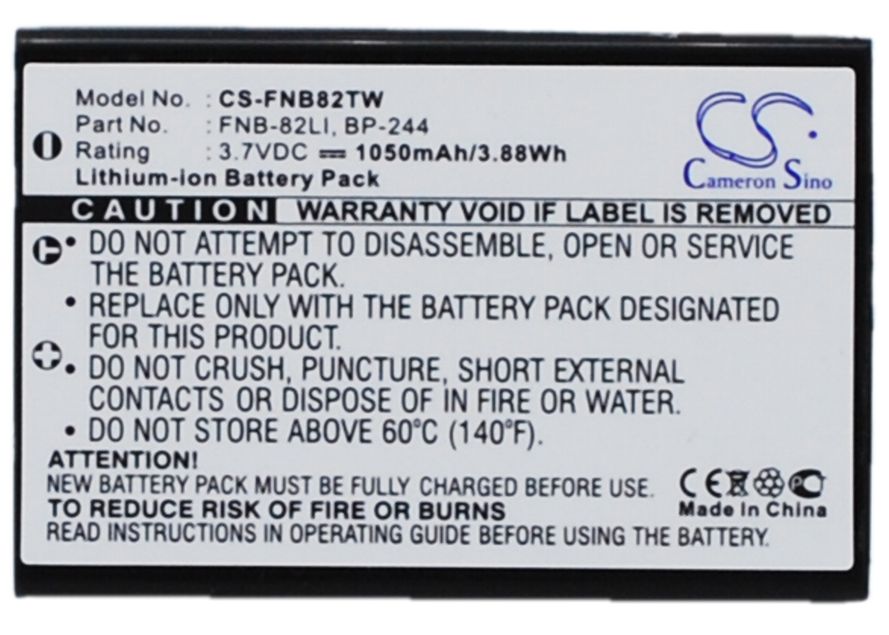 Model No. : CS-FNB82TW
Part No. : FNB-82LI, BP-244
Rating : 3.7VDC ⎓ 1050mAh/3.88Wh
Lithium-ion Battery Pack
CS
Cameron Sino
CAUTION WARRANTY VOID IF LABEL IS REMOVED
• DO NOT ATTEMPT TO DISASSEMBLE, OPEN OR SERVICE
THE BATTERY PACK.
• REPLACE ONLY WITH THE BATTERY PACK DESIGNATED
FOR THIS PRODUCT.
• DO NOT CRUSH, PUNCTURE, SHORT EXTERNAL
CONTACTS OR DISPOSE OF IN FIRE OR WATER.
• DO NOT STORE ABOVE 60°C (140°F).
ATTENTION!
NEW BATTERY PACK MUST BE FULLY CHARGED BEFORE USE.
TO REDUCE RISK OF FIRE OR BURNS
READ INSTRUCTIONS IN OPERATING GUIDE BEFORE USING THE BATTERY.
CE
Made In China